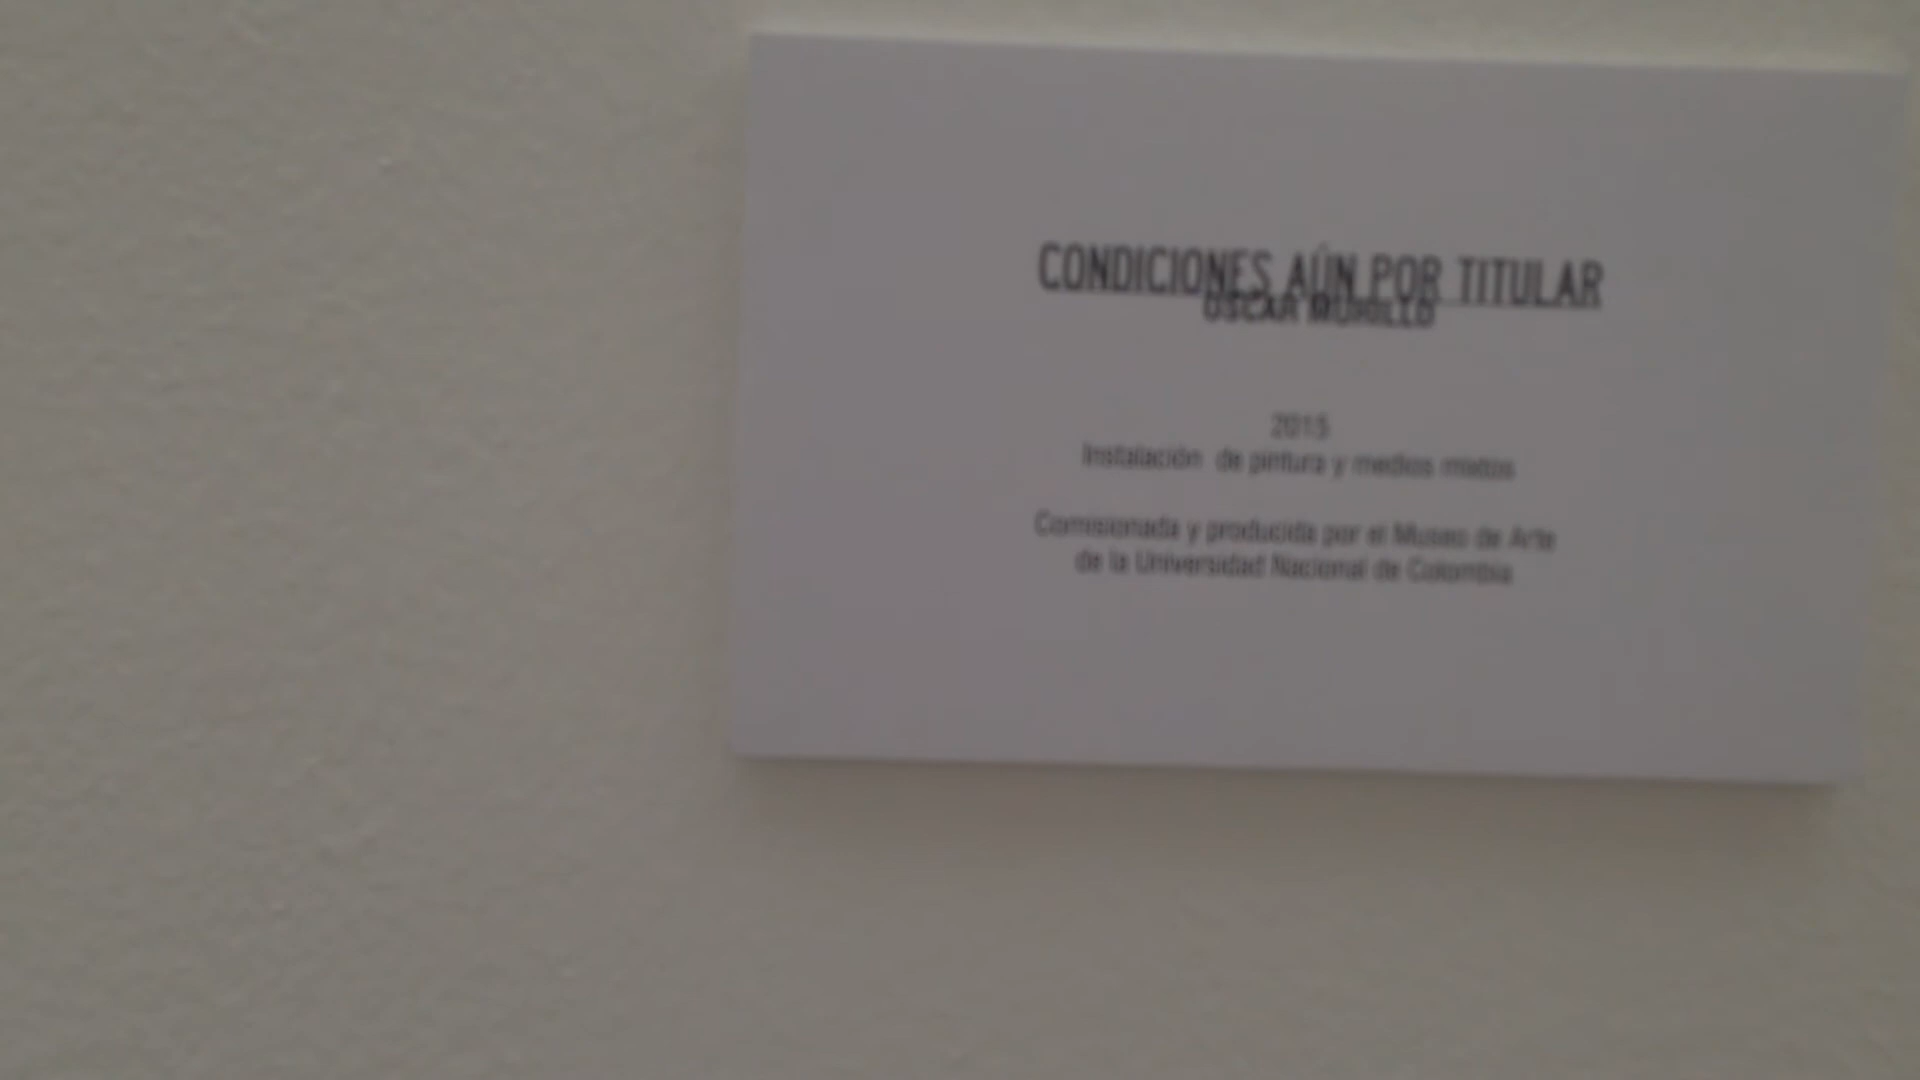 CONDICIONES AÚN POR TITULAR
OSCAR MURILLO
2015
Instalación de pintura y medios mixtos
Comisionada y producida por el Museo de Arte
de la Universidad Nacional de Colombia